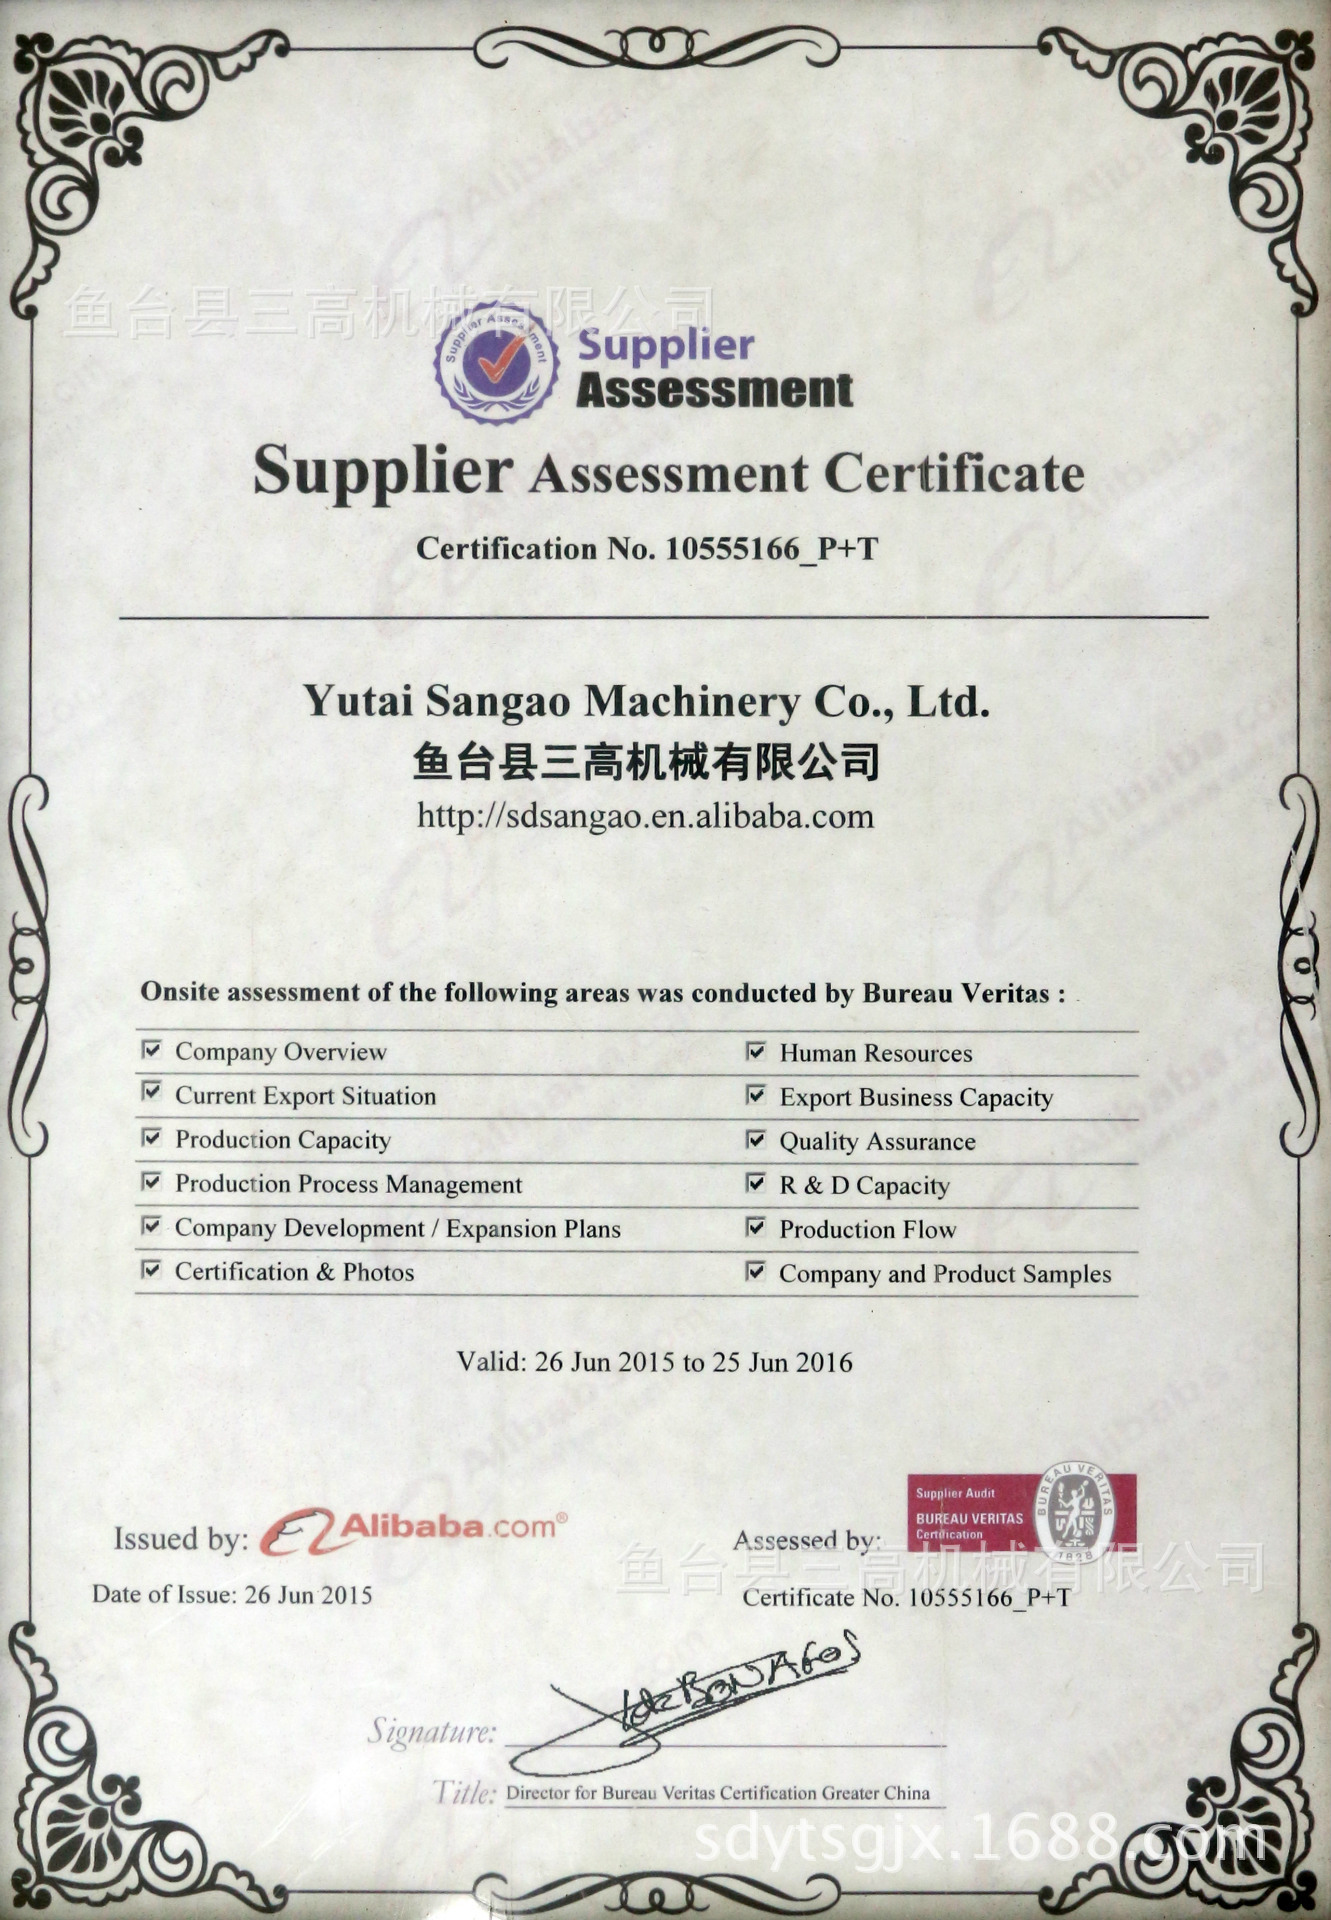 鱼台县三高机械有限公司
Supplier Assessment
Supplier
Assessment
Supplier Assessment Certificate
Certification No. 10555166_P+T
Yutai Sangao Machinery Co., Ltd.
鱼台县三高机械有限公司
http://sdsangao.en.alibaba.com
Onsite assessment of the following areas was conducted by Bureau Veritas :
Company Overview
Human Resources
Current Export Situation
Export Business Capacity
Production Capacity
Quality Assurance
Production Process Management
R & D Capacity
Company Development / Expansion Plans
Production Flow
Certification & Photos
Company and Product Samples
Valid: 26 Jun 2015 to 25 Jun 2016
Issued by: Alibaba.com®
Assessed by:
Supplier Audit
BUREAU VERITAS
Certification
BUREAU VERITAS
1828
鱼台县三高机械有限公司
Date of Issue: 26 Jun 2015
Certificate No. 10555166_P+T
Signature:
Title: Director for Bureau Veritas Certification Greater China
sdytsgjx.1688.com